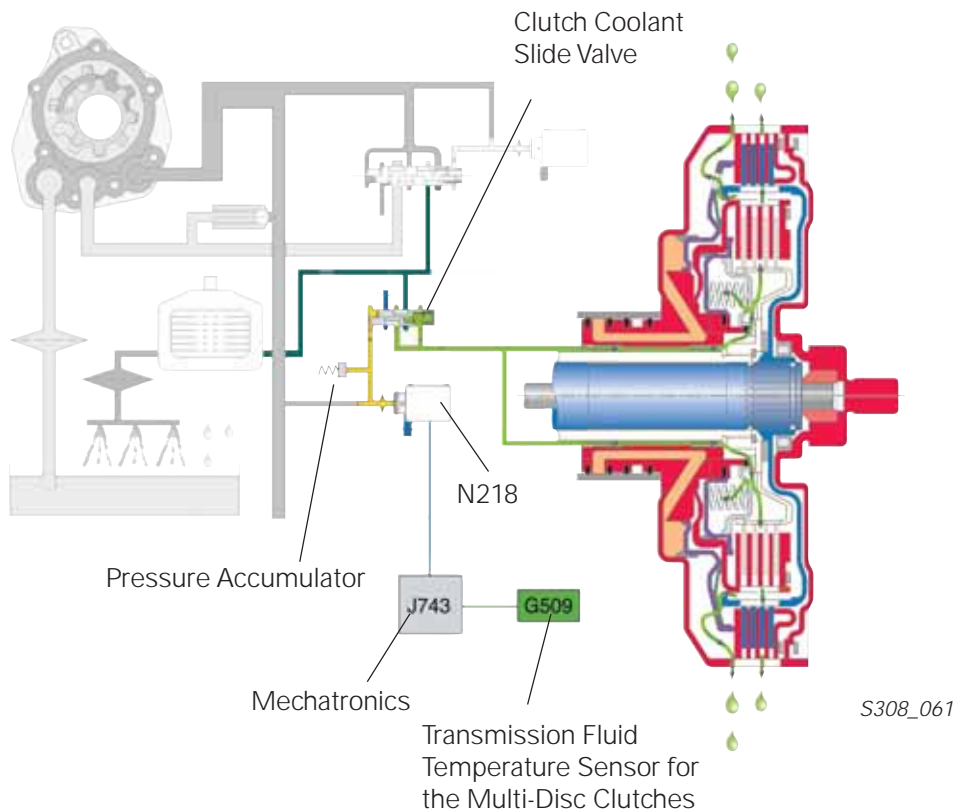 Clutch Coolant
Slide Valve
N218
Pressure Accumulator
J743
G509
Mechatronics
S308_061
Transmission Fluid
Temperature Sensor for
the Multi-Disc Clutches